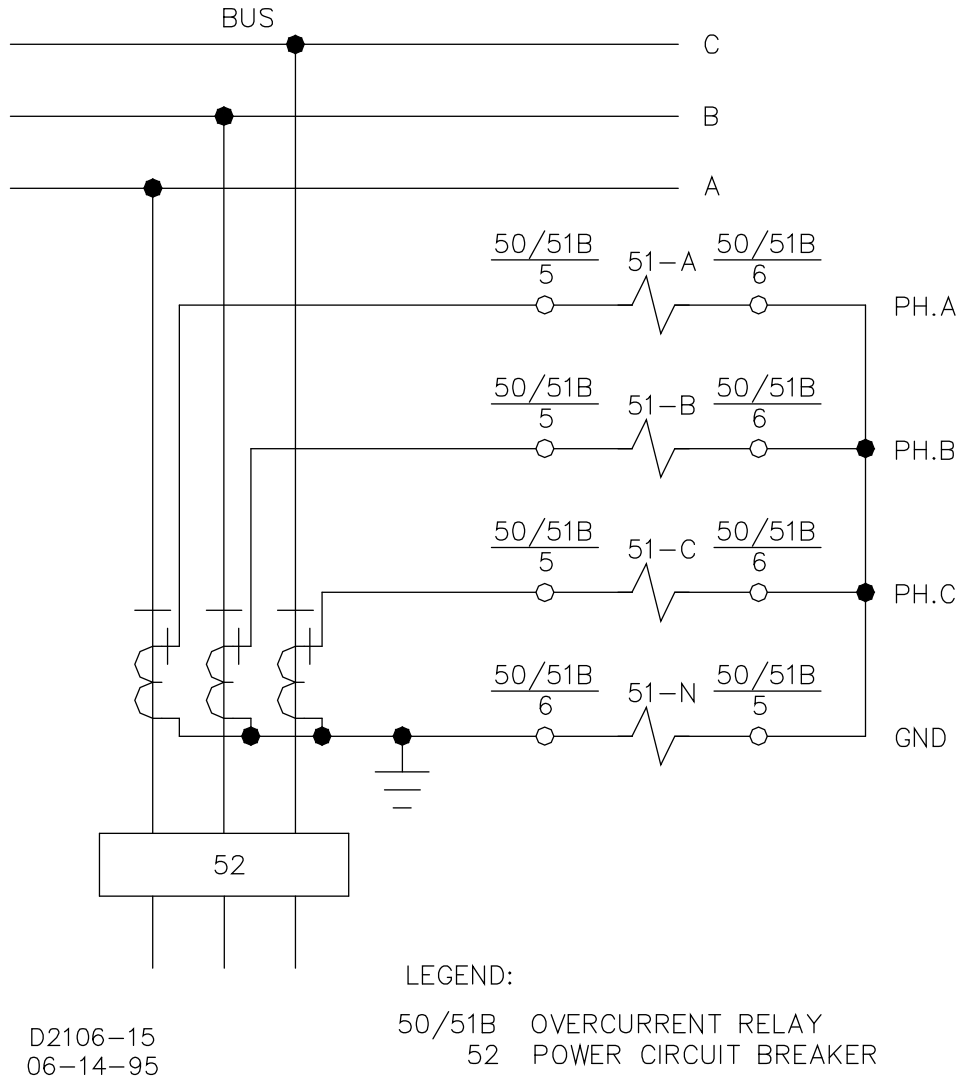 BUS
C
B
A
50/51B 50/51B
51-A
5 6
PH.A
50/51B 50/51B
51-B
5 6
PH.B
50/51B 50/51B
51-C
5 6
PH.C
50/51B 50/51B
51-N
6 5
GND
52
LEGEND:
50/51B OVERCURRENT RELAY
52 POWER CIRCUIT BREAKER
D2106-15
06-14-95